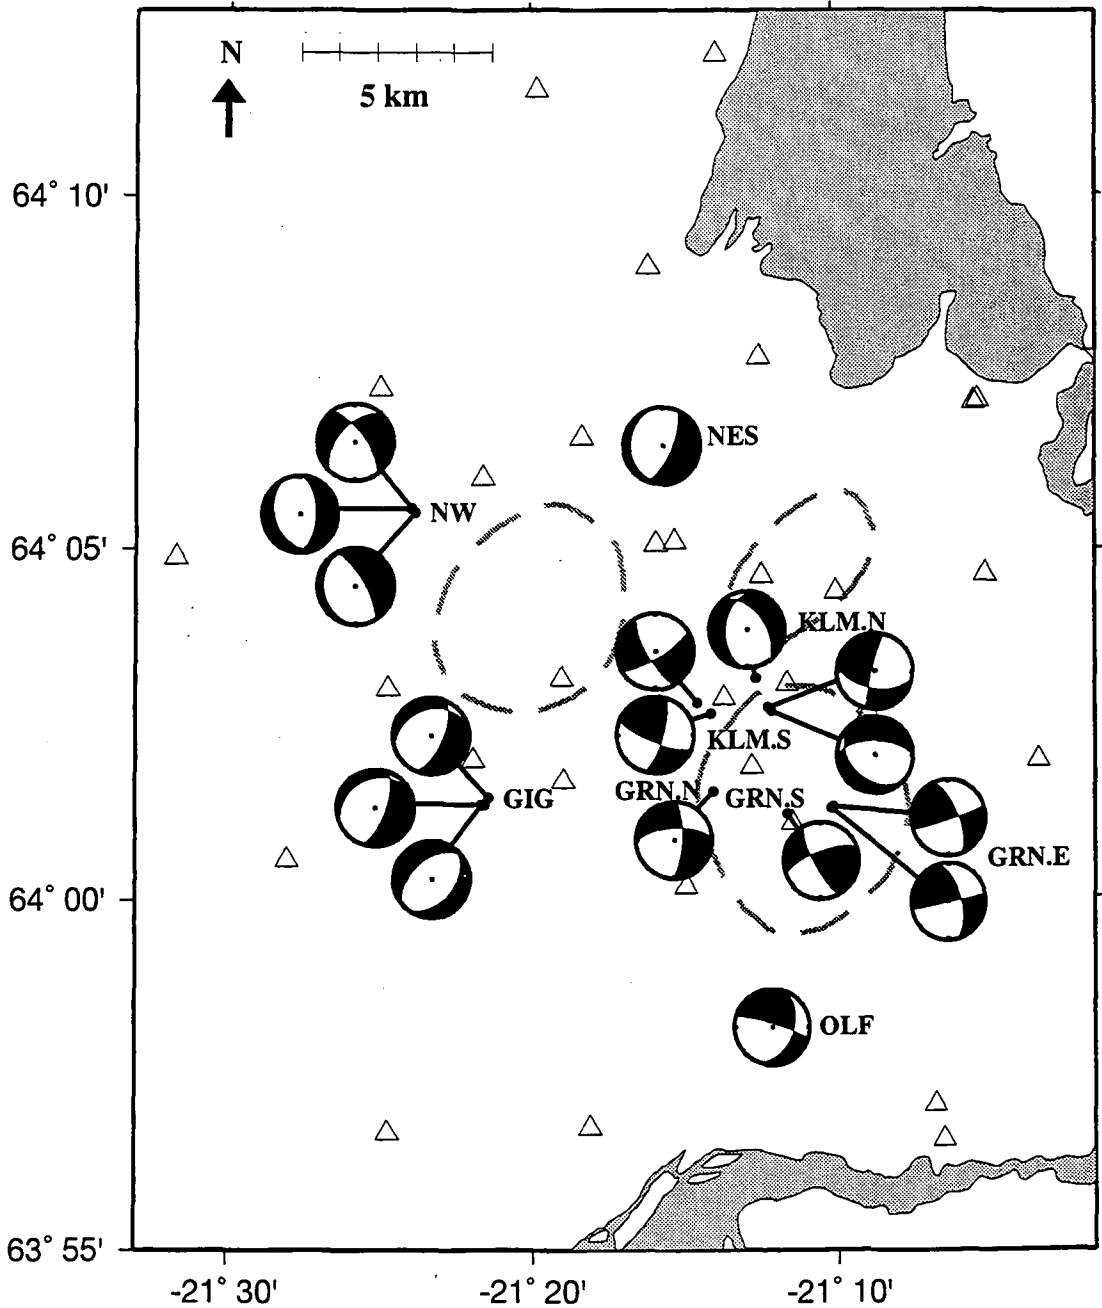 N
5 km
64° 10'
NES
NW
64° 05'
KLM.N
KLM.S
GRN.N
GRN.S
GIG
GRN.E
64° 00'
OLF
63° 55'
-21° 30'
-21° 20'
-21° 10'